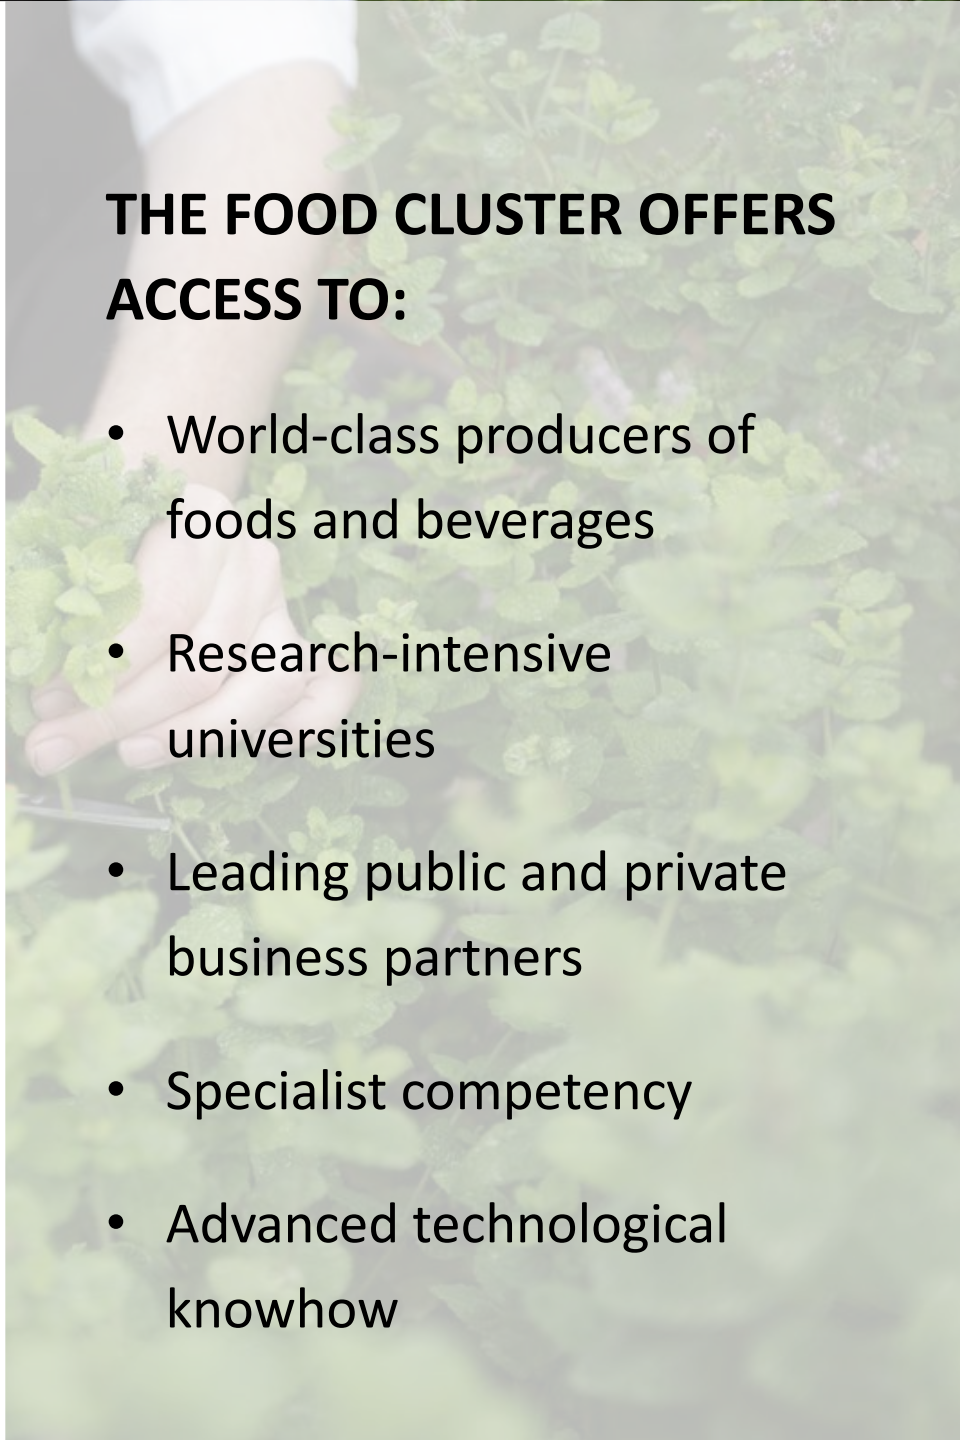 THE FOOD CLUSTER OFFERS
ACCESS TO:
• World-class producers of
foods and beverages
• Research-intensive
universities
• Leading public and private
business partners
• Specialist competency
• Advanced technological
knowhow